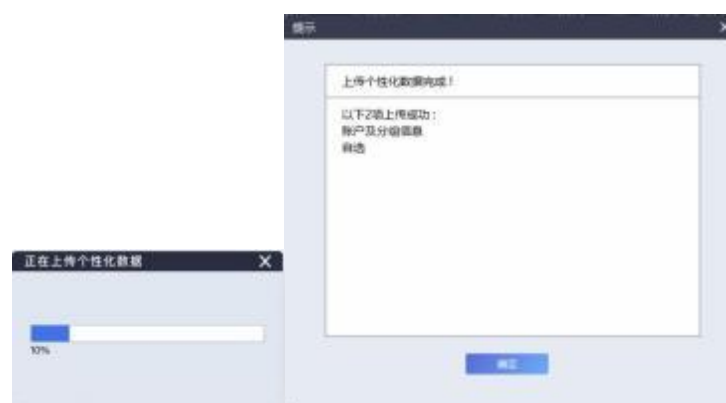 提示
上传个性化数据完成！
以下2项上传成功：
账户及分组信息
自选
确定
正在上传个性化数据
10%